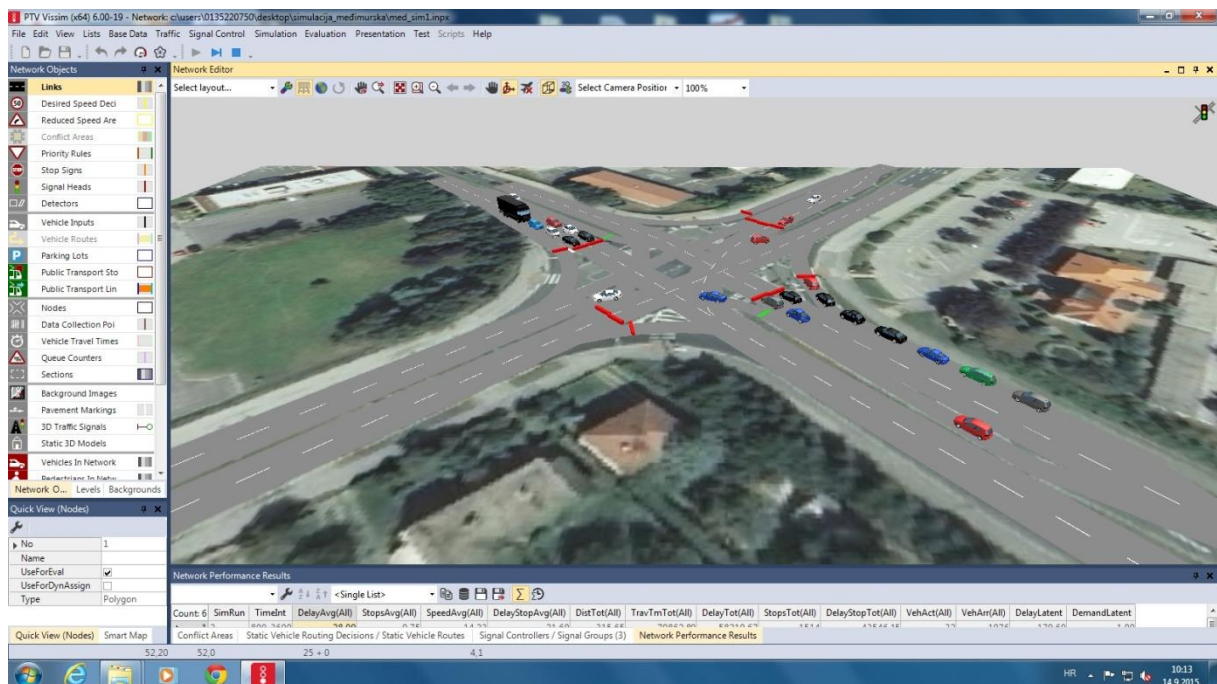 PTV Vissim (x64) 6.00-19 - Network: c:\users\0135220750\desktop\simulacija_međimurska\med_sim1.inpx
File Edit View Lists Base Data Traffic Signal Control Simulation Evaluation Presentation Test Scripts Help
Network Objects
Network Editor
Select layout...
Select Camera Position
100%
Links
Desired Speed Deci
Reduced Speed Are
Conflict Areas
Priority Rules
Stop Signs
Signal Heads
Detectors
Vehicle Inputs
Vehicle Routes
Parking Lots
Public Transport Sto
Public Transport Lin
Nodes
Data Collection Poi
Vehicle Travel Times
Queue Counters
Sections
Background Images
Pavement Markings
3D Traffic Signals
Static 3D Models
Vehicles In Network
Pedestrians In Netw
Network O... Levels Backgrounds
Quick View (Nodes)
No 1
Name
UseForEval
UseForDynAssign
Type Polygon
Quick View (Nodes) Smart Map
Network Performance Results
<Single List>
Count: 6 SimRun TimeInt DelayAvg(All) StopsAvg(All) SpeedAvg(All) DelayStopAvg(All) DistTot(All) TravTmTot(All) DelayTot(All) StopsTot(All) DelayStopTot(All) VehAct(All) VehArr(All) DelayLatent DemandLatent
Conflict Areas Static Vehicle Routing Decisions / Static Vehicle Routes Signal Controllers / Signal Groups (3) Network Performance Results
52,20 52,0 25 + 0 4,1
HR
10:13
14.9.2015